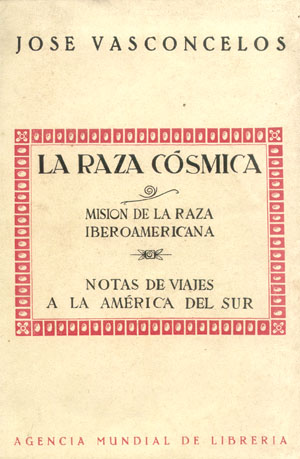 JOSE VASCONCELOS
LA RAZA CÓSMICA
MISION DE LA RAZA
IBEROAMERICANA
NOTAS DE VIAJES
A LA AMÉRICA DEL SUR
AGENCIA MUNDIAL DE LIBRERIA